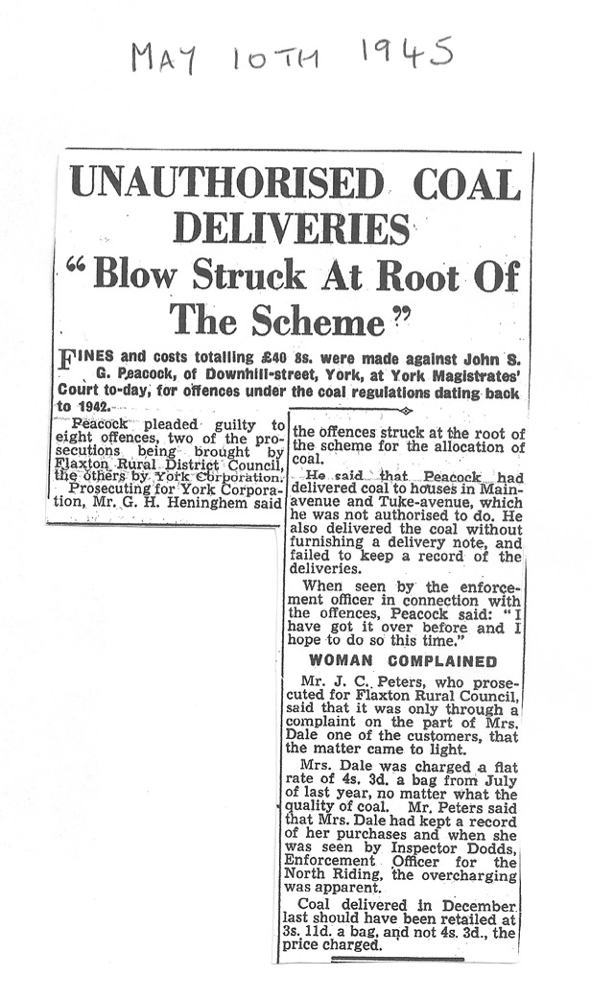 MAY 10TH 1945
UNAUTHORISED COAL
DELIVERIES
“Blow Struck At Root Of
The Scheme”
FINES and costs totalling £40 8s. were made against John S.
G. Peacock, of Downhill-street, York, at York Magistrates'
Court to-day, for offences under the coal regulations dating back
to 1942.
Peacock pleaded guilty to
eight offences, two of the pro-
secutions being brought by
Flaxton Rural District Council,
the others by York Corporation.
Prosecuting for York Corpora-
tion, Mr. G. H. Heninghem said
the offences struck at the root of
the scheme for the allocation of
coal.
He said that Peacock had
delivered coal to houses in Main-
avenue and Tuke-avenue, which
he was not authorised to do. He
also delivered the coal without
furnishing a delivery note, and
failed to keep a record of the
deliveries.
When seen by the enforce-
ment officer in connection with
the offences, Peacock said: “I
have got it over before and I
hope to do so this time.”
WOMAN COMPLAINED
Mr. J. C. Peters, who prose-
cuted for Flaxton Rural Council,
said that it was only through a
complaint on the part of Mrs.
Dale one of the customers, that
the matter came to light.
Mrs. Dale was charged a flat
rate of 4s. 3d. a bag from July
of last year, no matter what the
quality of coal. Mr. Peters said
that Mrs. Dale had kept a record
of her purchases and when she
was seen by Inspector Dodds,
Enforcement Officer for the
North Riding, the overcharging
was apparent.
Coal delivered in December
last should have been retailed at
3s. 11d. a bag, and not 4s. 3d., the
price charged.